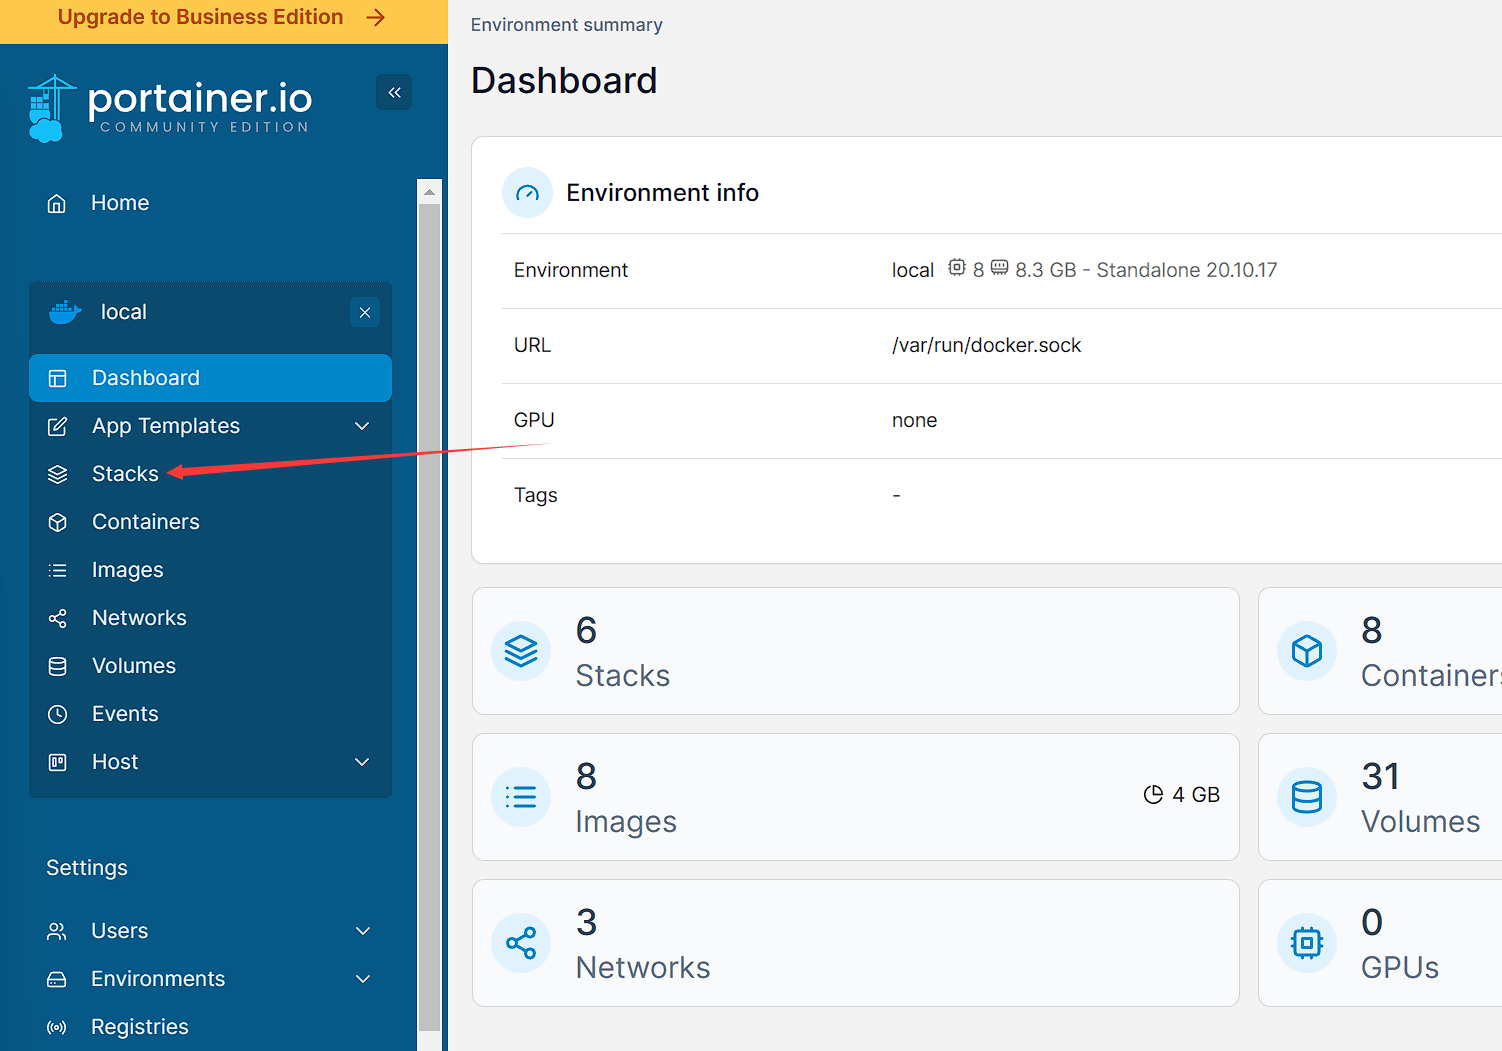 Upgrade to Business Edition
portainer.io
COMMUNITY EDITION
Home
local
Dashboard
App Templates
Stacks
Containers
Images
Networks
Volumes
Events
Host
Settings
Users
Environments
Registries
Environment summary
Dashboard
Environment info
Environment local 8 8.3 GB - Standalone 20.10.17
URL /var/run/docker.sock
GPU none
Tags -
6
Stacks
8
Containers
8
Images
4 GB
31
Volumes
3
Networks
0
GPUs